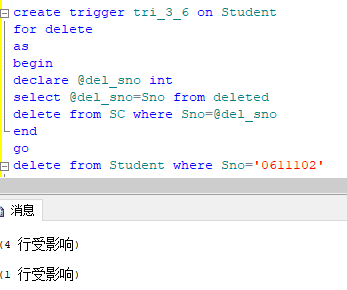 create trigger tri_3_6 on Student
for delete
as
begin
declare @del_sno int
select @del_sno=Sno from deleted
delete from SC where Sno=@del_sno
end
go
delete from Student where Sno='0611102'
消息
(4 行受影响)
(1 行受影响)